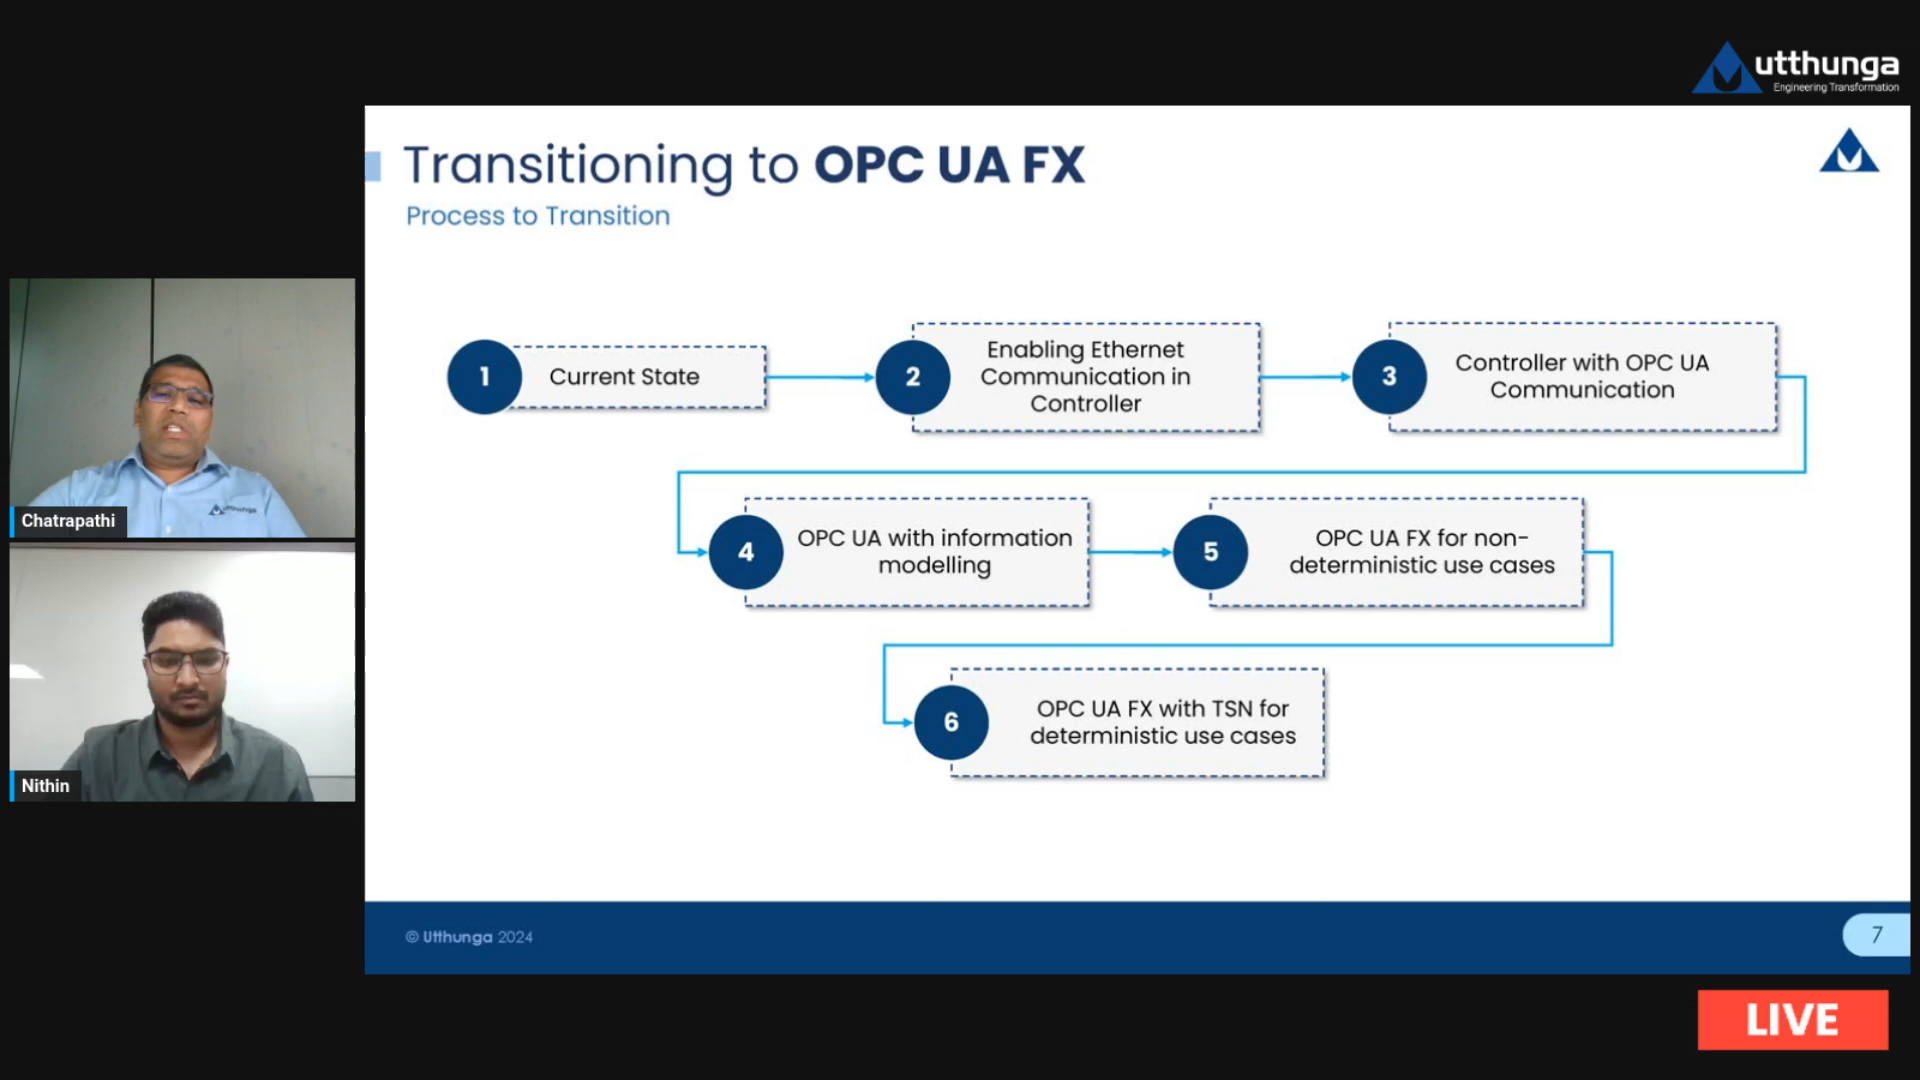 utthunga
Engineering Transformation
Transitioning to OPC UA FX
Process to Transition
1
Current State
2
Enabling Ethernet
Communication in
Controller
3
Controller with OPC UA
Communication
4
OPC UA with information
modelling
5
OPC UA FX for non-
deterministic use cases
6
OPC UA FX with TSN for
deterministic use cases
utthunga
Chatrapathi
Nithin
© Utthunga 2024
7
LIVE